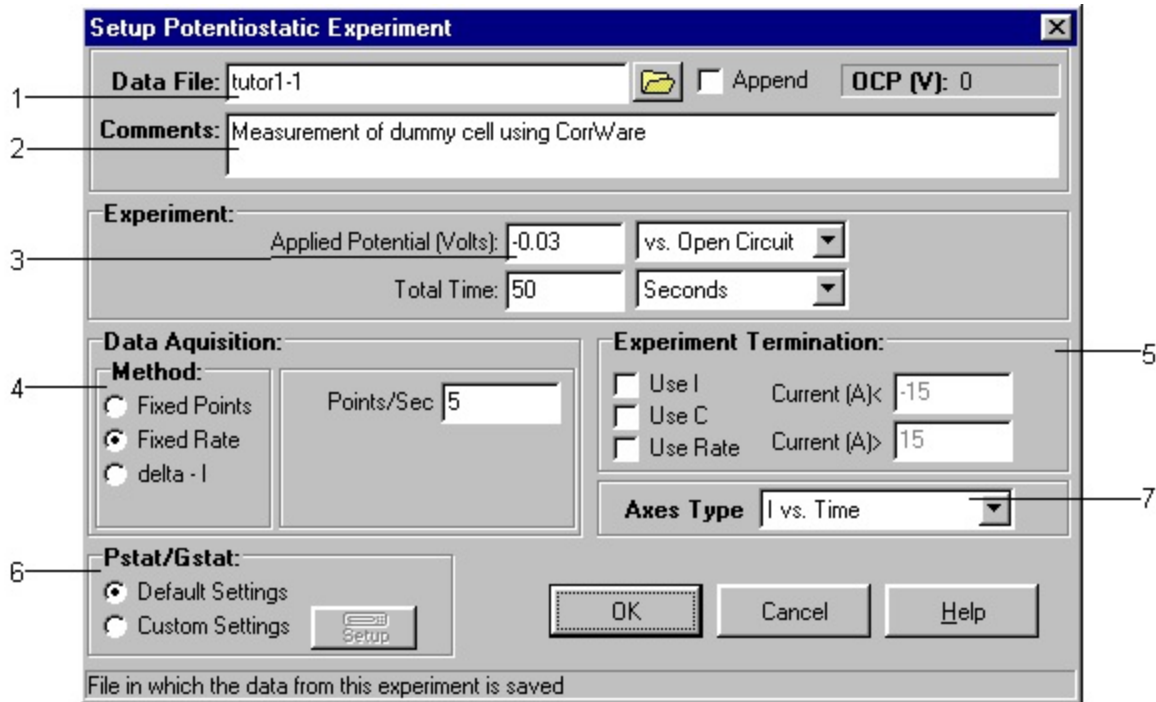 Setup Potentiostatic Experiment
1
Data File: tutor1-1 Append OCP (V): 0
2
Comments: Measurement of dummy cell using CorrWare
Experiment:
3
Applied Potential (Volts): -0.03 vs. Open Circuit
Total Time: 50 Seconds
Data Aquisition:
4
Method:
Fixed Points
Fixed Rate
delta - I
Points/Sec 5
Experiment Termination:
5
Use I
Use C
Use Rate
Current (A)< -15
Current (A)> 15
Axes Type I vs. Time
7
Pstat/Gstat:
6
Default Settings
Custom Settings
Setup
OK Cancel Help
File in which the data from this experiment is saved